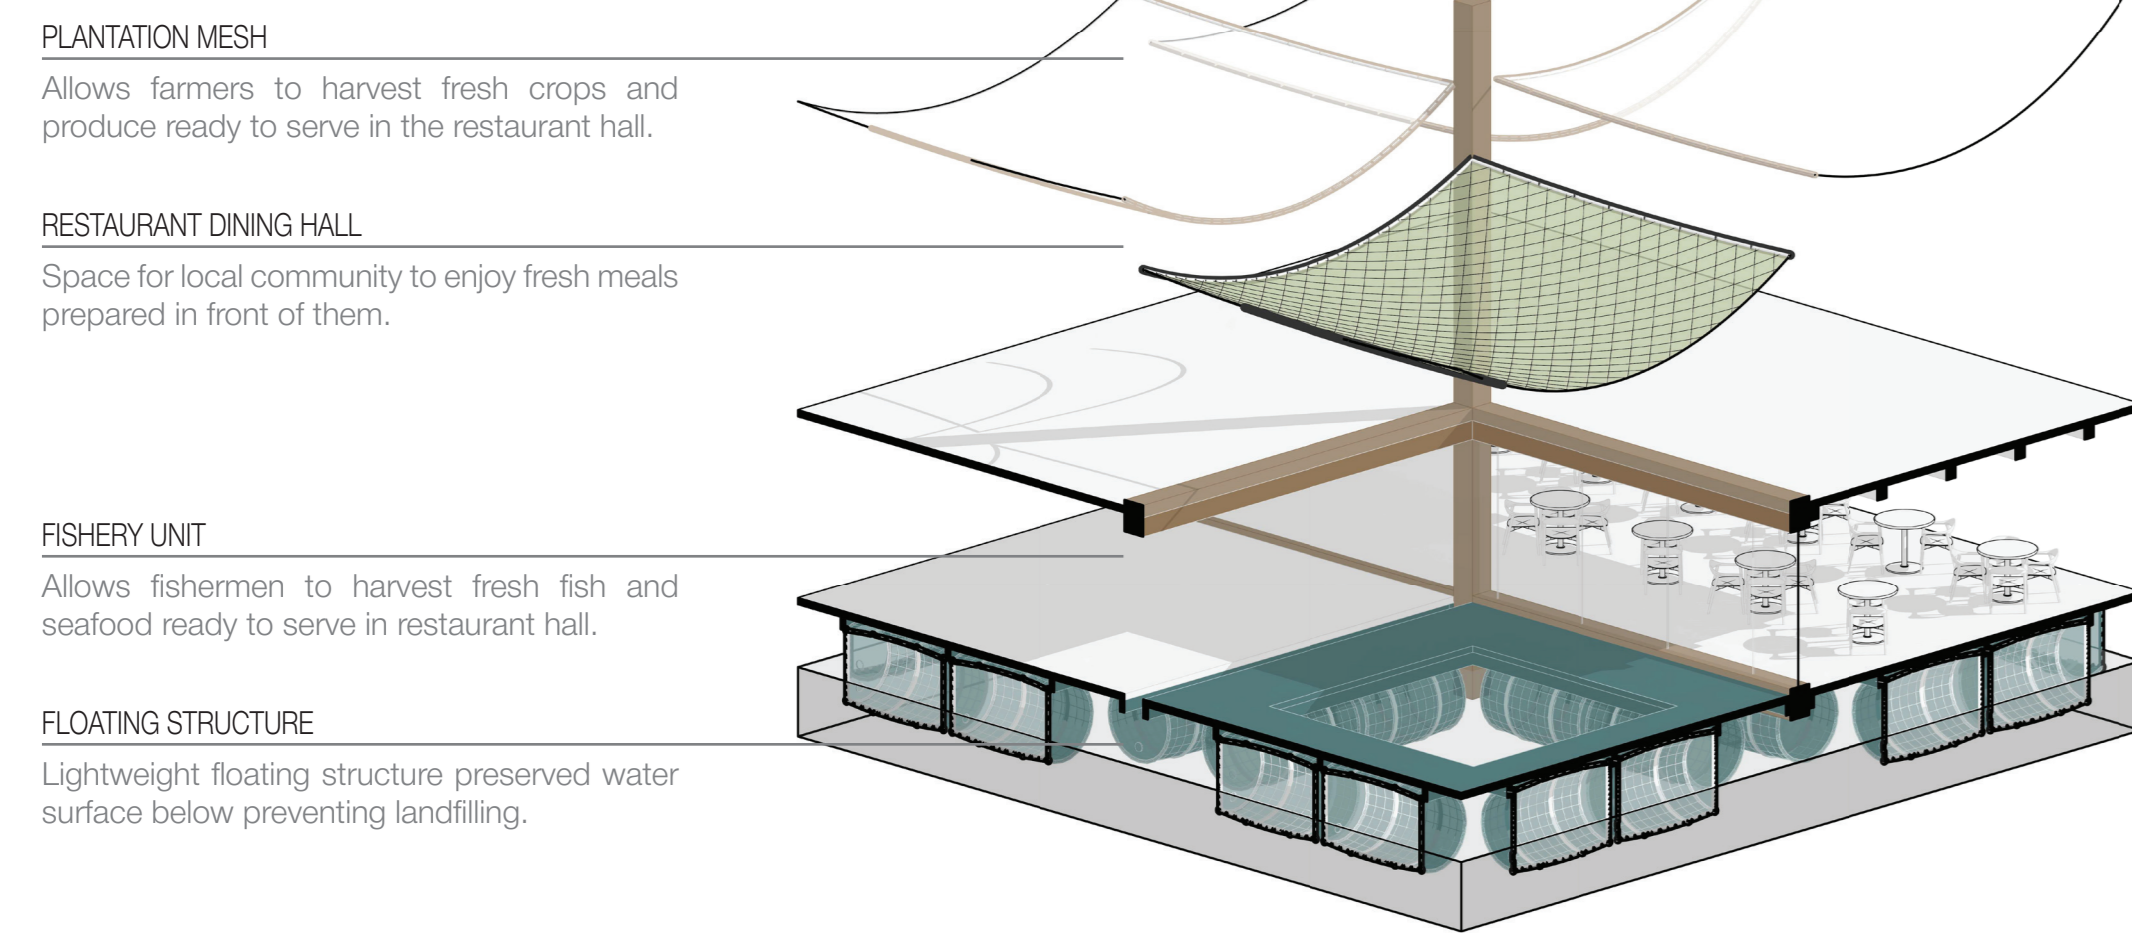 PLANTATION MESH
Allows farmers to harvest fresh crops and
produce ready to serve in the restaurant hall.
RESTAURANT DINING HALL
Space for local community to enjoy fresh meals
prepared in front of them.
FISHERY UNIT
Allows fishermen to harvest fresh fish and
seafood ready to serve in restaurant hall.
FLOATING STRUCTURE
Lightweight floating structure preserved water
surface below preventing landfilling.